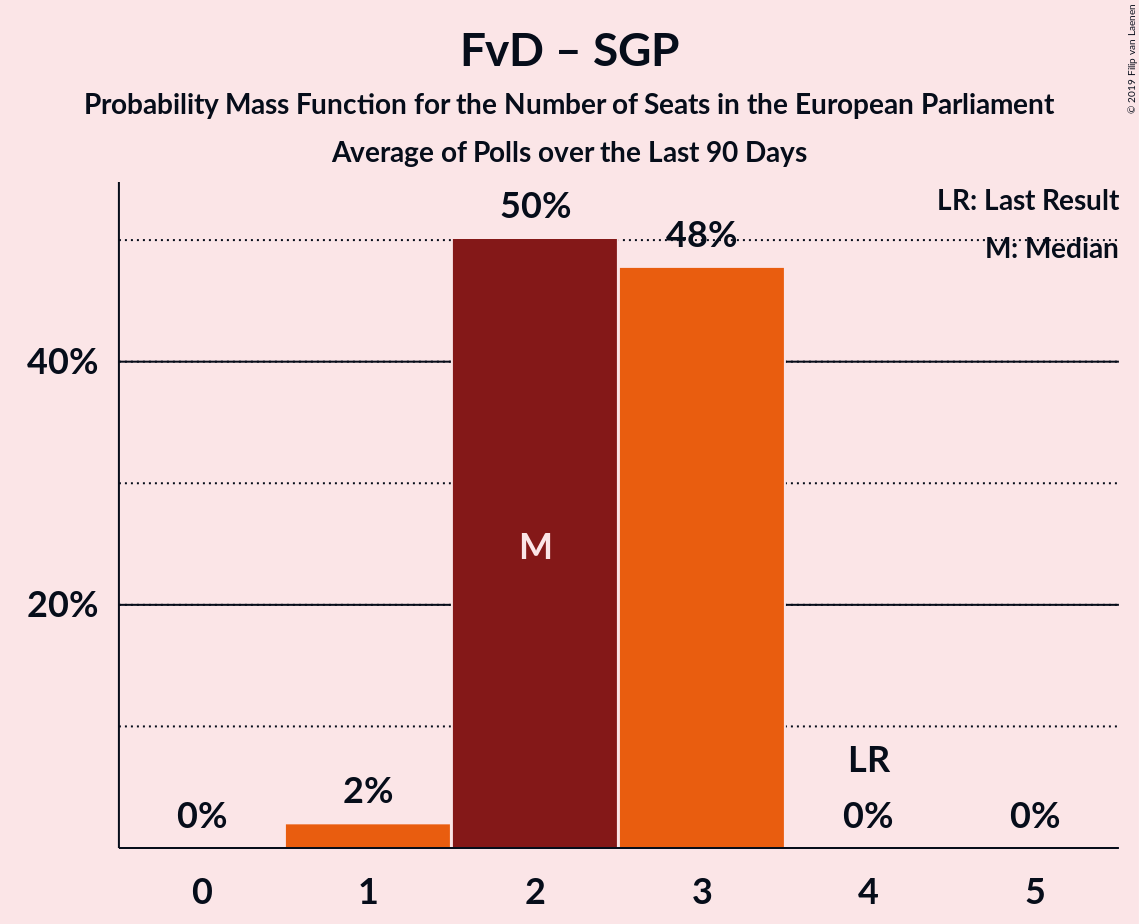 FvD – SGP
Probability Mass Function for the Number of Seats in the European Parliament
Average of Polls over the Last 90 Days
© 2019 Filip van Laenen
LR: Last Result
M: Median
50%
48%
40%
M
20%
LR
2%
0%
0%
0%
0 1 2 3 4 5